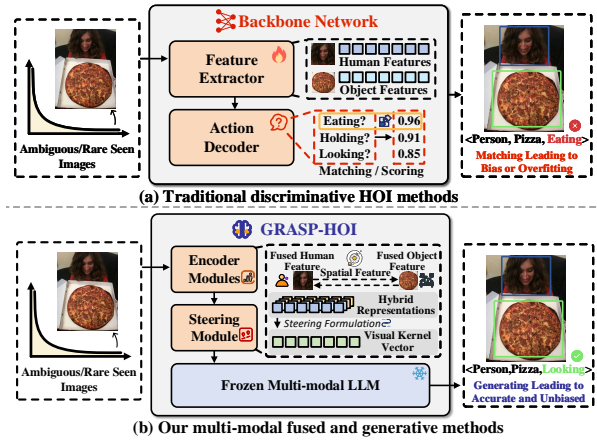 Backbone Network
Feature
Extractor
Human Features
Object Features
Action
Decoder
Eating? 0.96
Holding? 0.91
Looking? 0.85
Matching / Scoring
Ambiguous/Rare Seen
Images
<Person, Pizza, Eating>
Matching Leading to
Bias or Overfitting
(a) Traditional discriminative HOI methods
GRASP-HOI
Encoder
Modules
Fused Human
Feature
Spatial Feature
Fused Object
Feature
Hybrid
Representations
Steering
Module
Steering Formulation
Visual Kernel
Vector
Frozen Multi-modal LLM
Ambiguous/Rare Seen
Images
<Person,Pizza,Looking>
Generating Leading to
Accurate and Unbiased
(b) Our multi-modal fused and generative methods